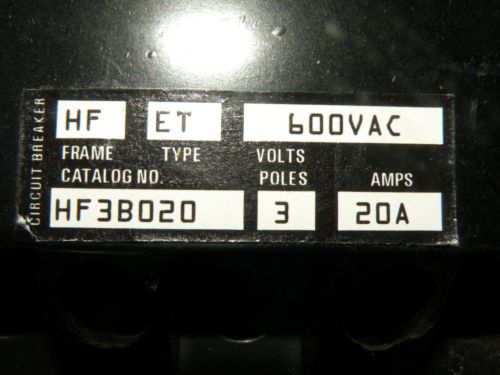 CIRCUIT BREAKER
HF ET 600VAC
FRAME TYPE VOLTS
CATALOG NO. POLES AMPS
HF3B020 3 20A